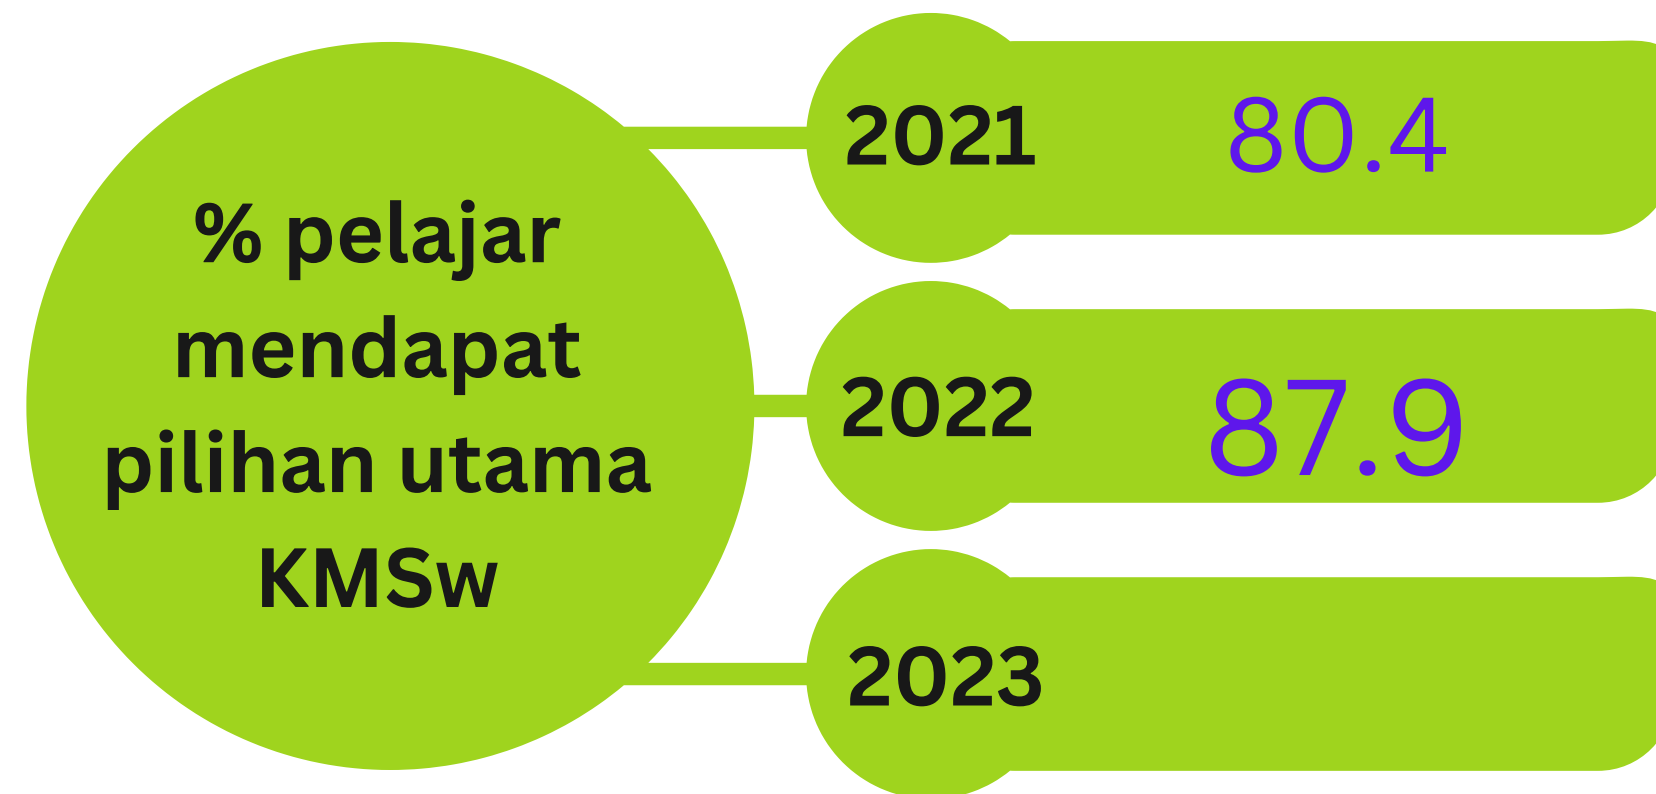 % pelajar
mendapat
pilihan utama
KMSw
2021 80.4
2022 87.9
2023